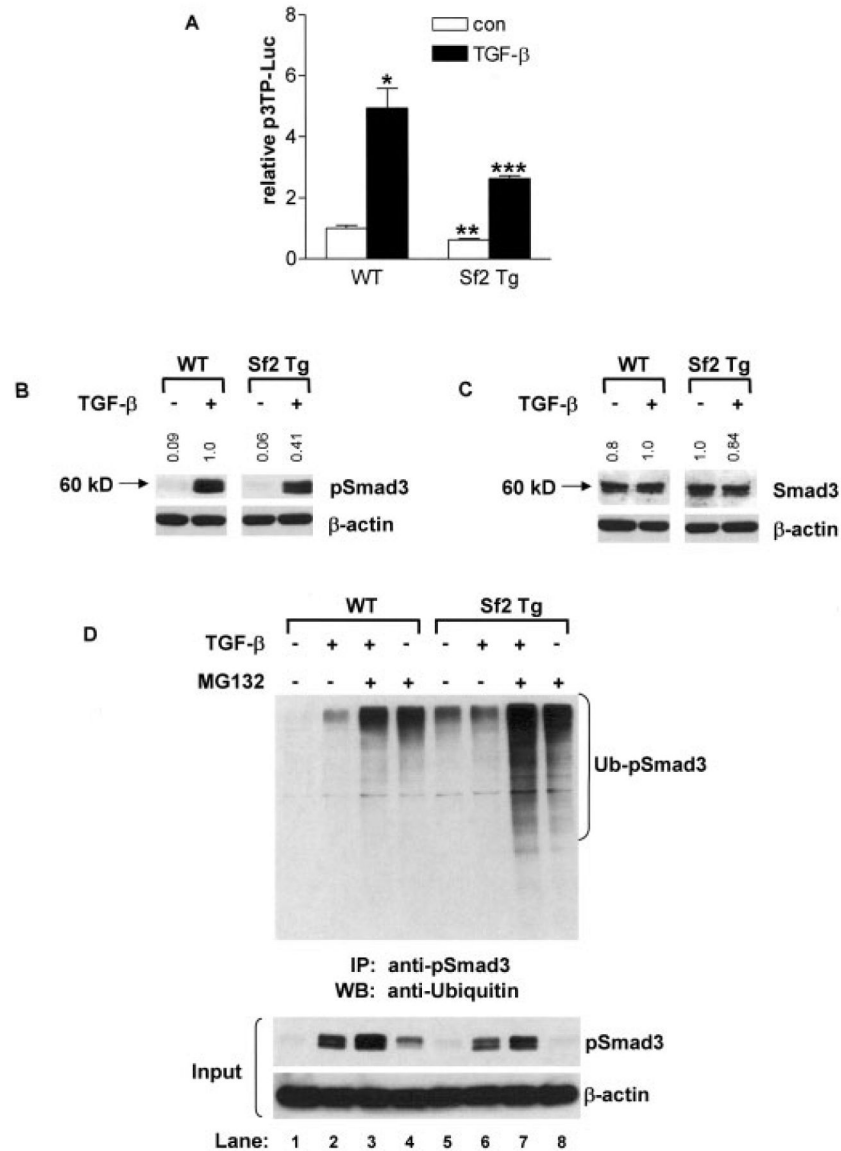 A
con
TGF-β
relative p3TP-Luc
8
6
4
2
0
*
**
***
WT
Sf2 Tg
B
WT
Sf2 Tg
TGF-β
- + - +
0.09 1.0 0.06 0.41
60 kD
pSmad3
β-actin
C
WT
Sf2 Tg
TGF-β
- + - +
0.8 1.0 1.0 0.84
60 kD
Smad3
β-actin
D
WT
Sf2 Tg
TGF-β - + + - - + + -
MG132 - - + + - - + +
Ub-pSmad3
IP: anti-pSmad3
WB: anti-Ubiquitin
Input
pSmad3
β-actin
Lane: 1 2 3 4 5 6 7 8